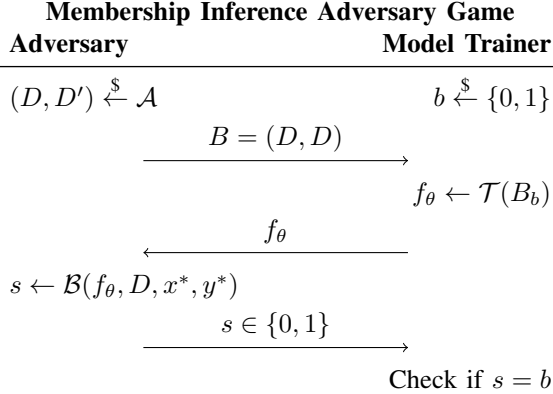 Membership Inference Adversary Game
Adversary Model Trainer
(D, D′) $← 𝒜 b $← {0, 1}
B = (D, D)
f_θ ← 𝒯(B_b)
f_θ
s ← ℬ(f_θ, D, x*, y*)
s ∈ {0, 1}
Check if s = b